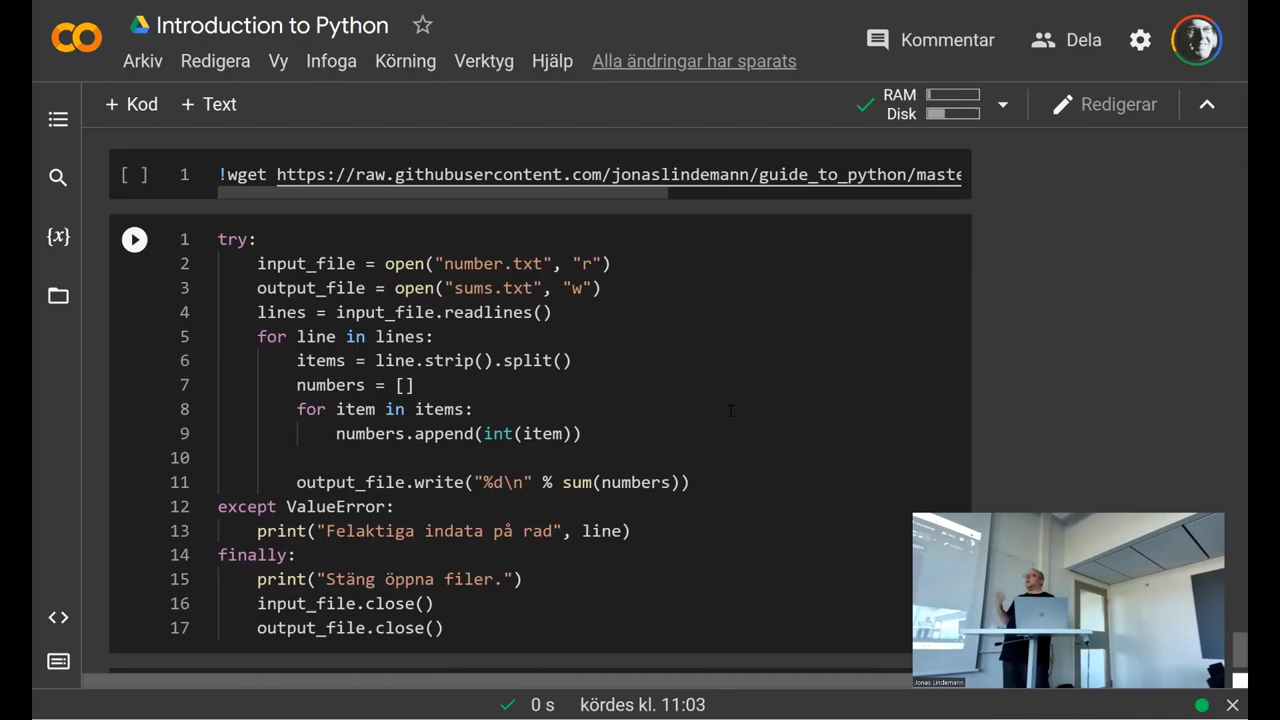 Introduction to Python
Arkiv Redigera Vy Infoga Körning Verktyg Hjälp Alla ändringar har sparats
Kommentar Dela
+ Kod + Text
RAM
Disk
Redigerar
[ ] 1 !wget https://raw.githubusercontent.com/jonaslindemann/guide_to_python/maste
1 try:
2     input_file = open("number.txt", "r")
3     output_file = open("sums.txt", "w")
4     lines = input_file.readlines()
5     for line in lines:
6         items = line.strip().split()
7         numbers = []
8         for item in items:
9             numbers.append(int(item))
10
11         output_file.write("%d\n" % sum(numbers))
12 except ValueError:
13     print("Felaktiga indata på rad", line)
14 finally:
15     print("Stäng öppna filer.")
16     input_file.close()
17     output_file.close()
{x}
<>
Jonas Lindemann
0 s kördes kl. 11:03